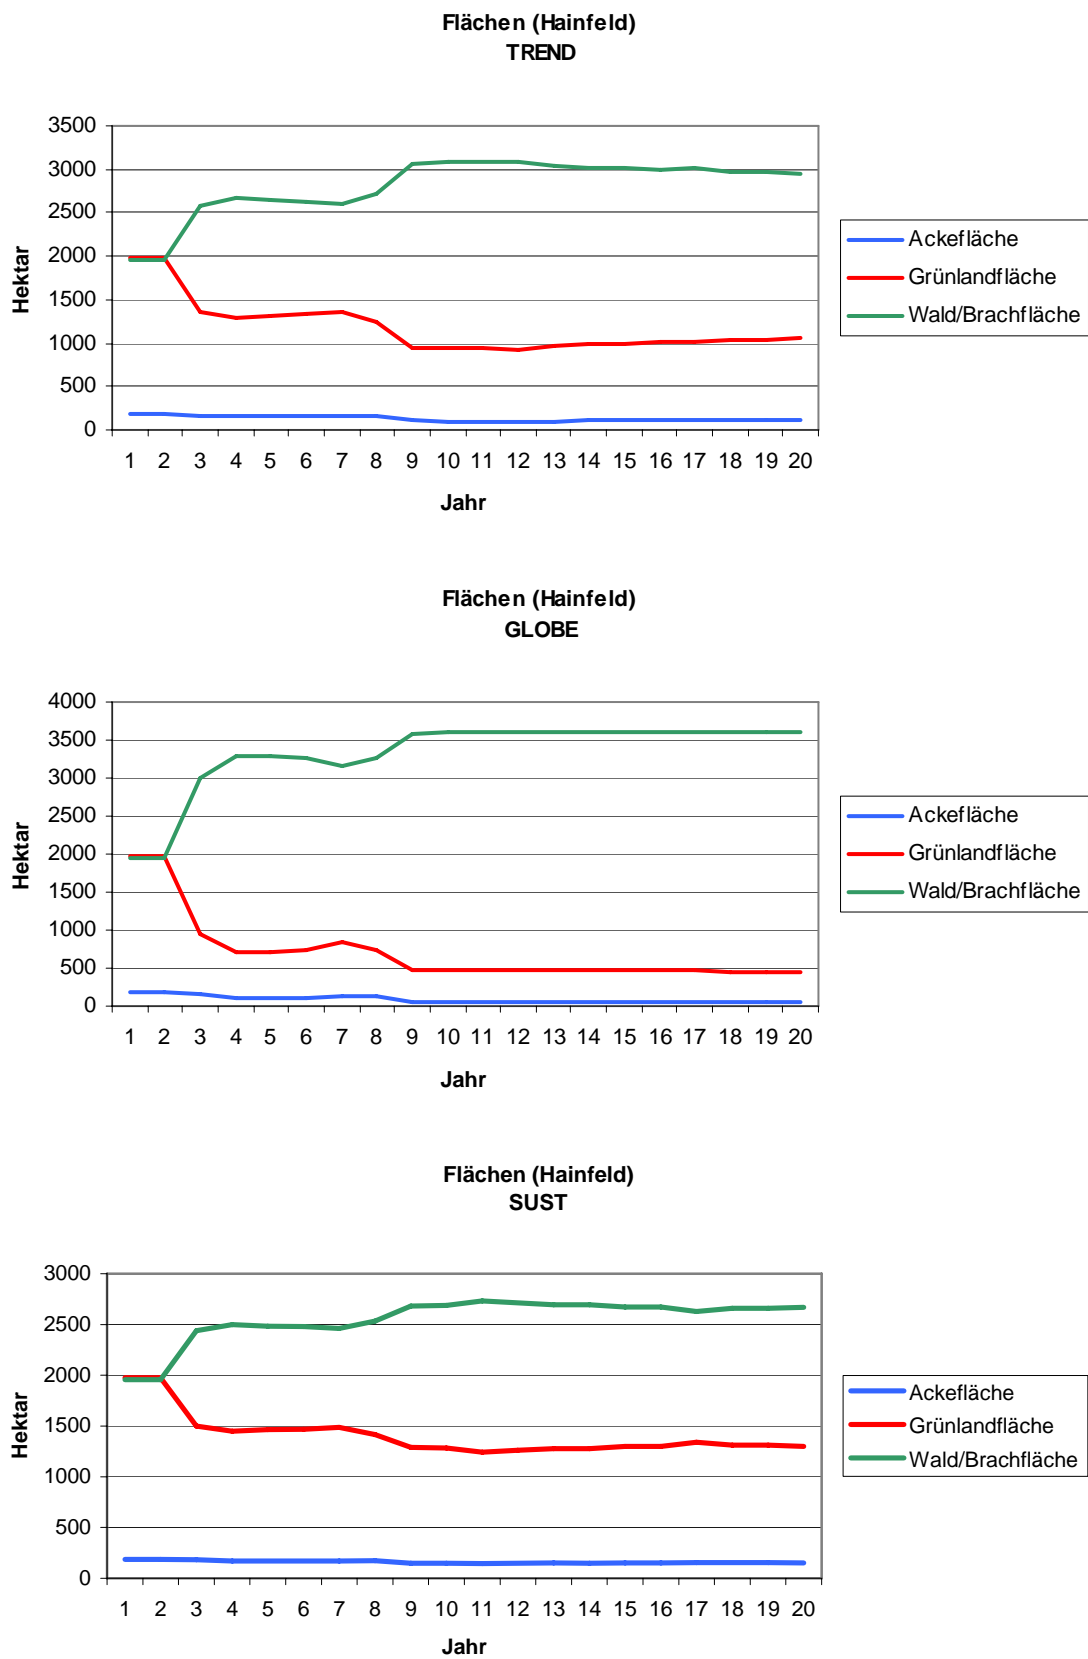 Flächen (Hainfeld)
TREND
3500
3000
2500
2000
1500
1000
500
0
Hektar
1 2 3 4 5 6 7 8 9 10 11 12 13 14 15 16 17 18 19 20
Jahr
Ackefläche
Grünlandfläche
Wald/Brachfläche
Flächen (Hainfeld)
GLOBE
4000
3500
3000
2500
2000
1500
1000
500
0
Hektar
1 2 3 4 5 6 7 8 9 10 11 12 13 14 15 16 17 18 19 20
Jahr
Ackefläche
Grünlandfläche
Wald/Brachfläche
Flächen (Hainfeld)
SUST
3000
2500
2000
1500
1000
500
0
Hektar
1 2 3 4 5 6 7 8 9 10 11 12 13 14 15 16 17 18 19 20
Jahr
Ackefläche
Grünlandfläche
Wald/Brachfläche